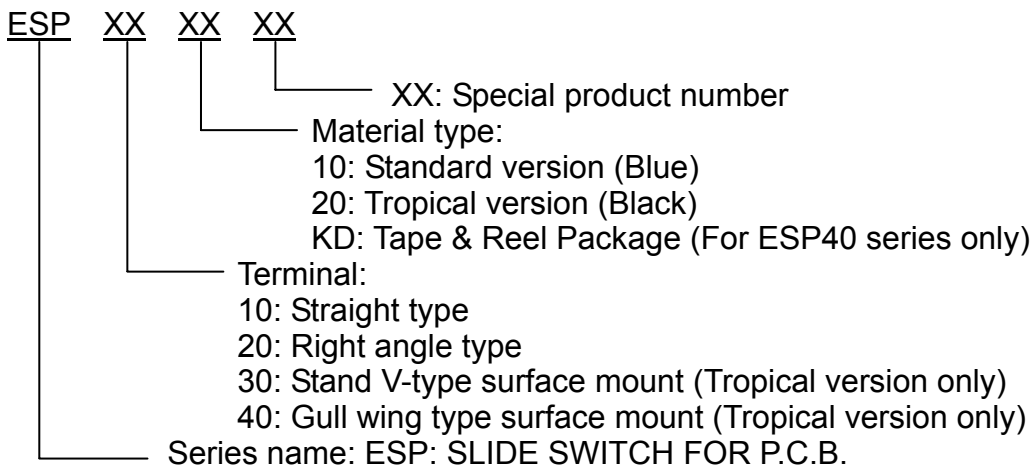 ESP XX XX XX
XX: Special product number
Material type:
10: Standard version (Blue)
20: Tropical version (Black)
KD: Tape & Reel Package (For ESP40 series only)
Terminal:
10: Straight type
20: Right angle type
30: Stand V-type surface mount (Tropical version only)
40: Gull wing type surface mount (Tropical version only)
Series name: ESP: SLIDE SWITCH FOR P.C.B.